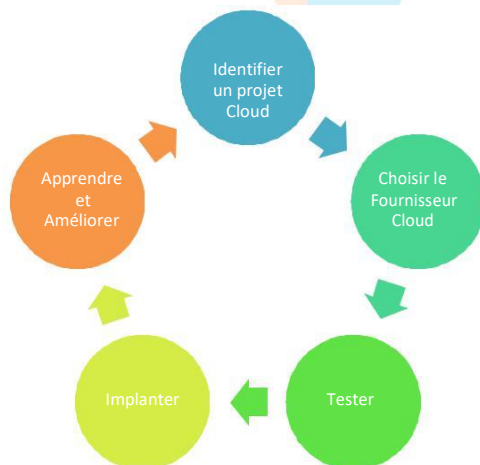 Identifier
un projet
Cloud
Choisir le
Fournisseur
Cloud
Tester
Implanter
Apprendre
et
Améliorer